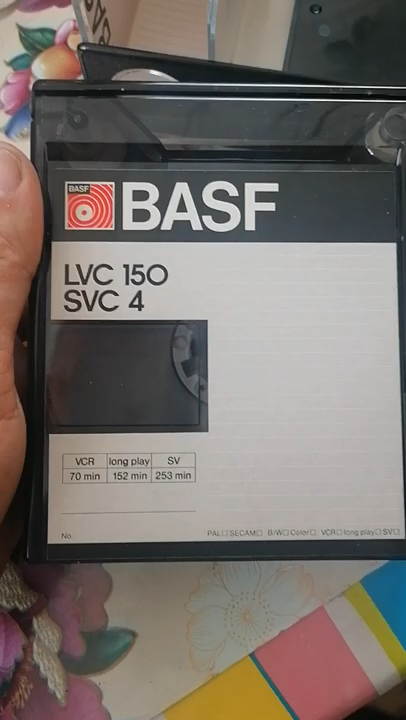 BASF
BASF
LVC 150
SVC 4
VCR long play SV
70 min 152 min 253 min
No.
PAL□ SECAM□ B/W□ Color□ VCR□ long play□ SV□